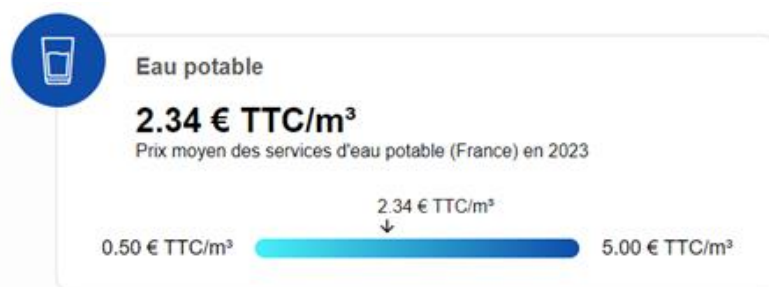 Eau potable
2.34 € TTC/m³
Prix moyen des services d'eau potable (France) en 2023
2.34 € TTC/m³
0.50 € TTC/m³
5.00 € TTC/m³